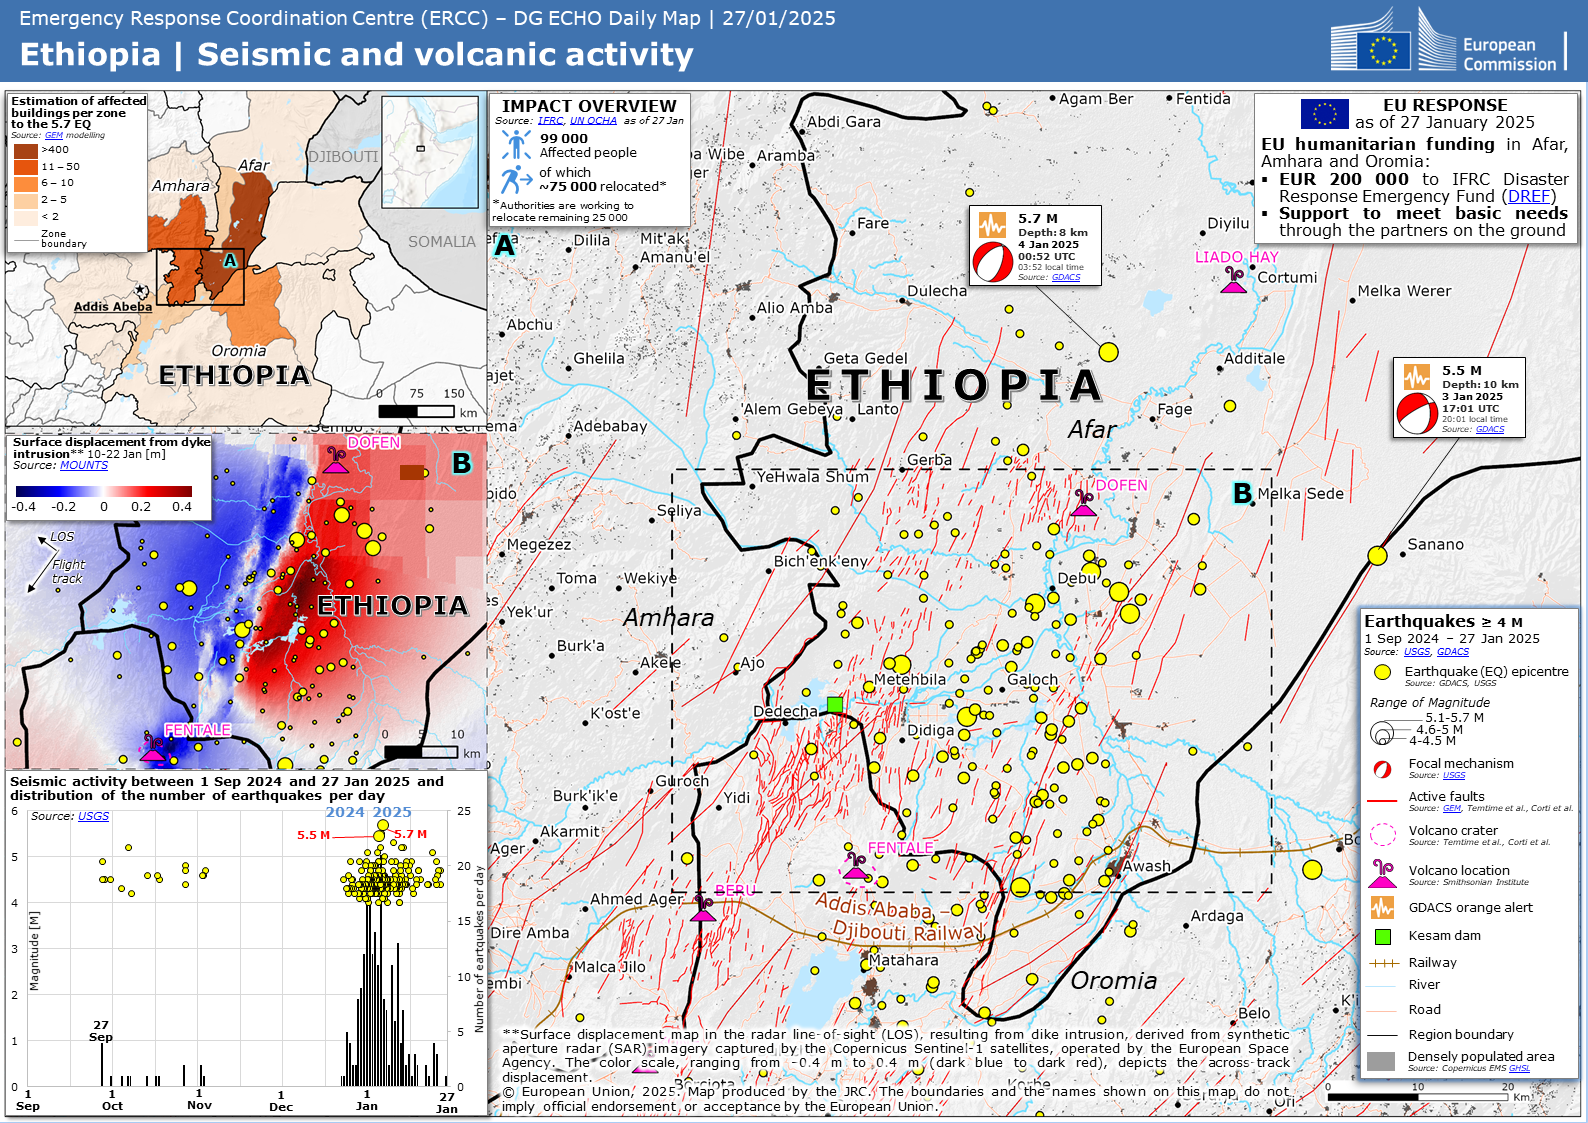 Emergency Response Coordination Centre (ERCC) – DG ECHO Daily Map | 27/01/2025
Ethiopia | Seismic and volcanic activity
European
Commission
Estimation of affected
buildings per zone
to the 5.7 EQ
Source: GEM modelling
>400
11 – 50
6 – 10
2 – 5
< 2
Zone
boundary
Afar
Amhara
DJIBOUTI
SOMALIA
A
Addis Abeba
Oromia
ETHIOPIA
0 75 150
km
IMPACT OVERVIEW
Source: IFRC, UN OCHA as of 27 Jan
99 000
Affected people
of which
~75 000 relocated*
*Authorities are working to
relocate remaining 25 000
A
EU RESPONSE
as of 27 January 2025
EU humanitarian funding in Afar,
Amhara and Oromia:
▪ EUR 200 000 to IFRC Disaster
Response Emergency Fund (DREF)
▪ Support to meet basic needs
through the partners on the ground
5.7 M
Depth: 8 km
4 Jan 2025
00:52 UTC
03:52 local time
Source: GDACS
5.5 M
Depth: 10 km
3 Jan 2025
17:01 UTC
20:01 local time
Source: GDACS
Agam Ber
Fentida
Abdi Gara
Aramba
Fare
Diyilu
Dilila
Mit'ak'
Amanu'el
LIADO HAY
Cortumi
Dulecha
Melka Werer
Alio Amba
Abchu
Ghelila
Geta Gedel
Additale
ETHIOPIA
'Alem Gebeya
Lanto
Fage
Adebabay
Afar
Gerba
YeHwala Shum
DOFEN
B
Melka Sede
Seliya
Megezez
Sanano
Bich'enk'eny
Toma
Wekiye
Debu
Yek'ur
Amhara
Burk'a
Akele
Ajo
Metehbila
Galoch
K'ost'e
Dedecha
Didiga
Guroch
Yidi
Burk'ik'e
Akarmit
Ager
FENTALE
Awash
BERU
Ahmed Ager
Addis Ababa –
Djibouti Railway
Ardaga
Dire Amba
Malca Jilo
Matahara
Oromia
Belo
Surface displacement from dyke
intrusion** 10-22 Jan [m]
Source: MOUNTS
-0.4 -0.2 0 0.2 0.4
DOFEN
B
LOS
Flight
track
ETHIOPIA
FENTALE
0 5 10
km
Seismic activity between 1 Sep 2024 and 27 Jan 2025 and
distribution of the number of earthquakes per day
Source: USGS
2024 2025
5.5 M
5.7 M
Magnitude [M]
Number of eartquakes per day
6
5
4
3
2
1
0
25
20
15
10
5
0
27
Sep
1
Sep
1
Oct
1
Nov
1
Dec
1
Jan
27
Jan
Earthquakes ≥ 4 M
1 Sep 2024 – 27 Jan 2025
Source: USGS, GDACS
Earthquake (EQ) epicentre
Source: GDACS, USGS
Range of Magnitude
5.1-5.7 M
4.6-5 M
4-4.5 M
Focal mechanism
Source: USGS
Active faults
Source: GEM, Temtime et al., Corti et al.
Volcano crater
Source: Temtime et al., Corti et al.
Volcano location
Source: Smithsonian Institute
GDACS orange alert
Kesam dam
Railway
River
Road
Region boundary
Densely populated area
Source: Copernicus EMS GHSL
0 10 20
Km
**Surface displacement map in the radar line-of-sight (LOS), resulting from dike intrusion, derived from synthetic
aperture radar (SAR) imagery captured by the Copernicus Sentinel-1 satellites, operated by the European Space
Agency. The color scale, ranging from -0.4 m to 0.4 m (dark blue to dark red), depicts the across-track
displacement.
© European Union, 2025. Map produced by the JRC. The boundaries and the names shown on this map do not
imply official endorsement or acceptance by the European Union.